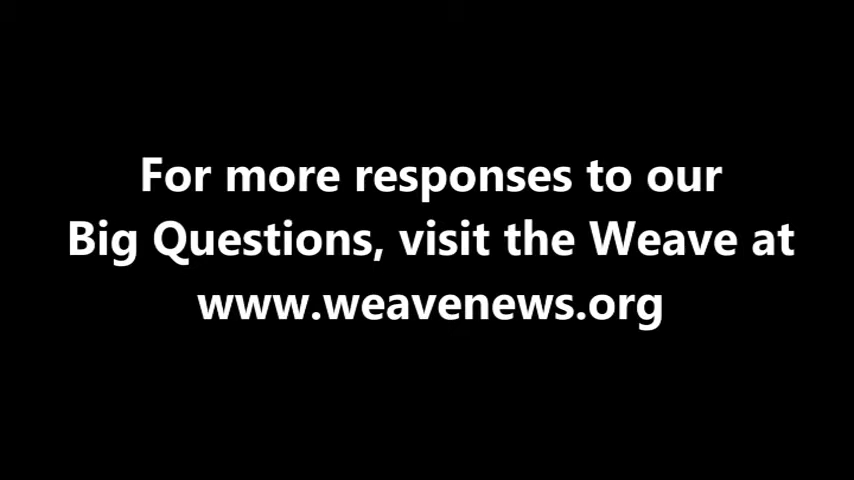 For more responses to our
Big Questions, visit the Weave at
www.weavenews.org